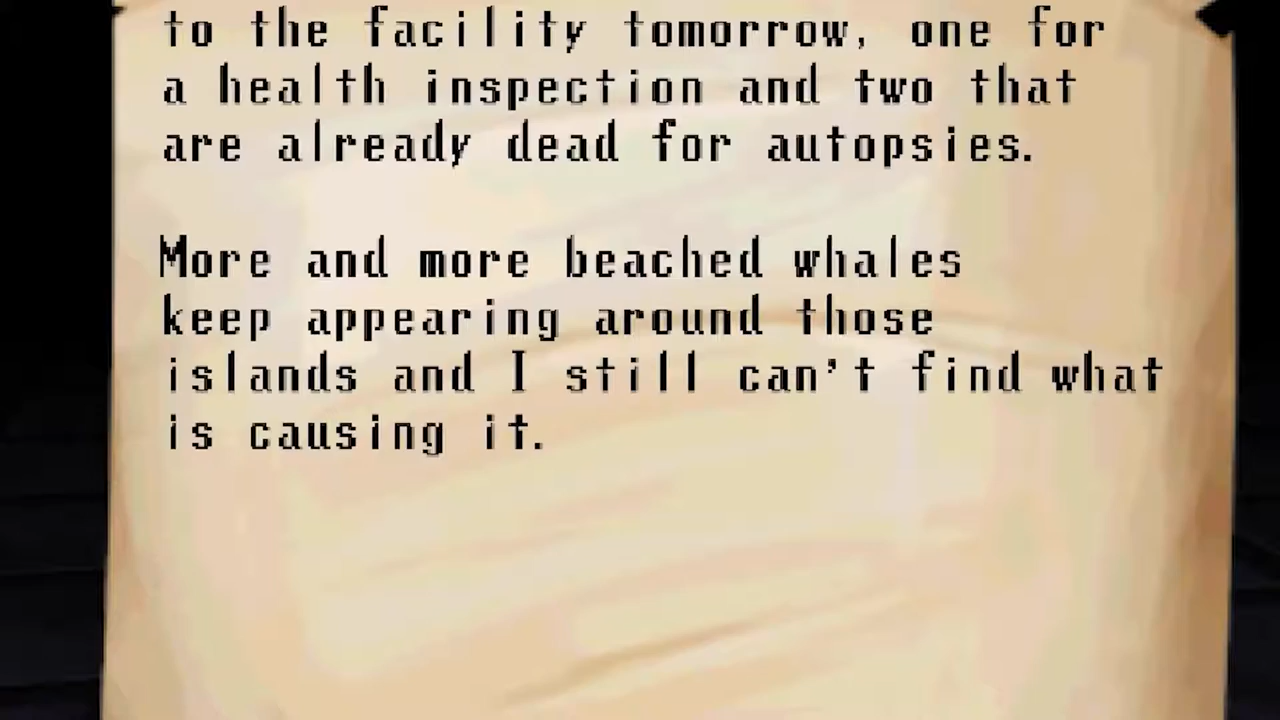 to the facility tomorrow, one for
a health inspection and two that
are already dead for autopsies.
More and more beached whales
keep appearing around those
islands and I still can't find what
is causing it.